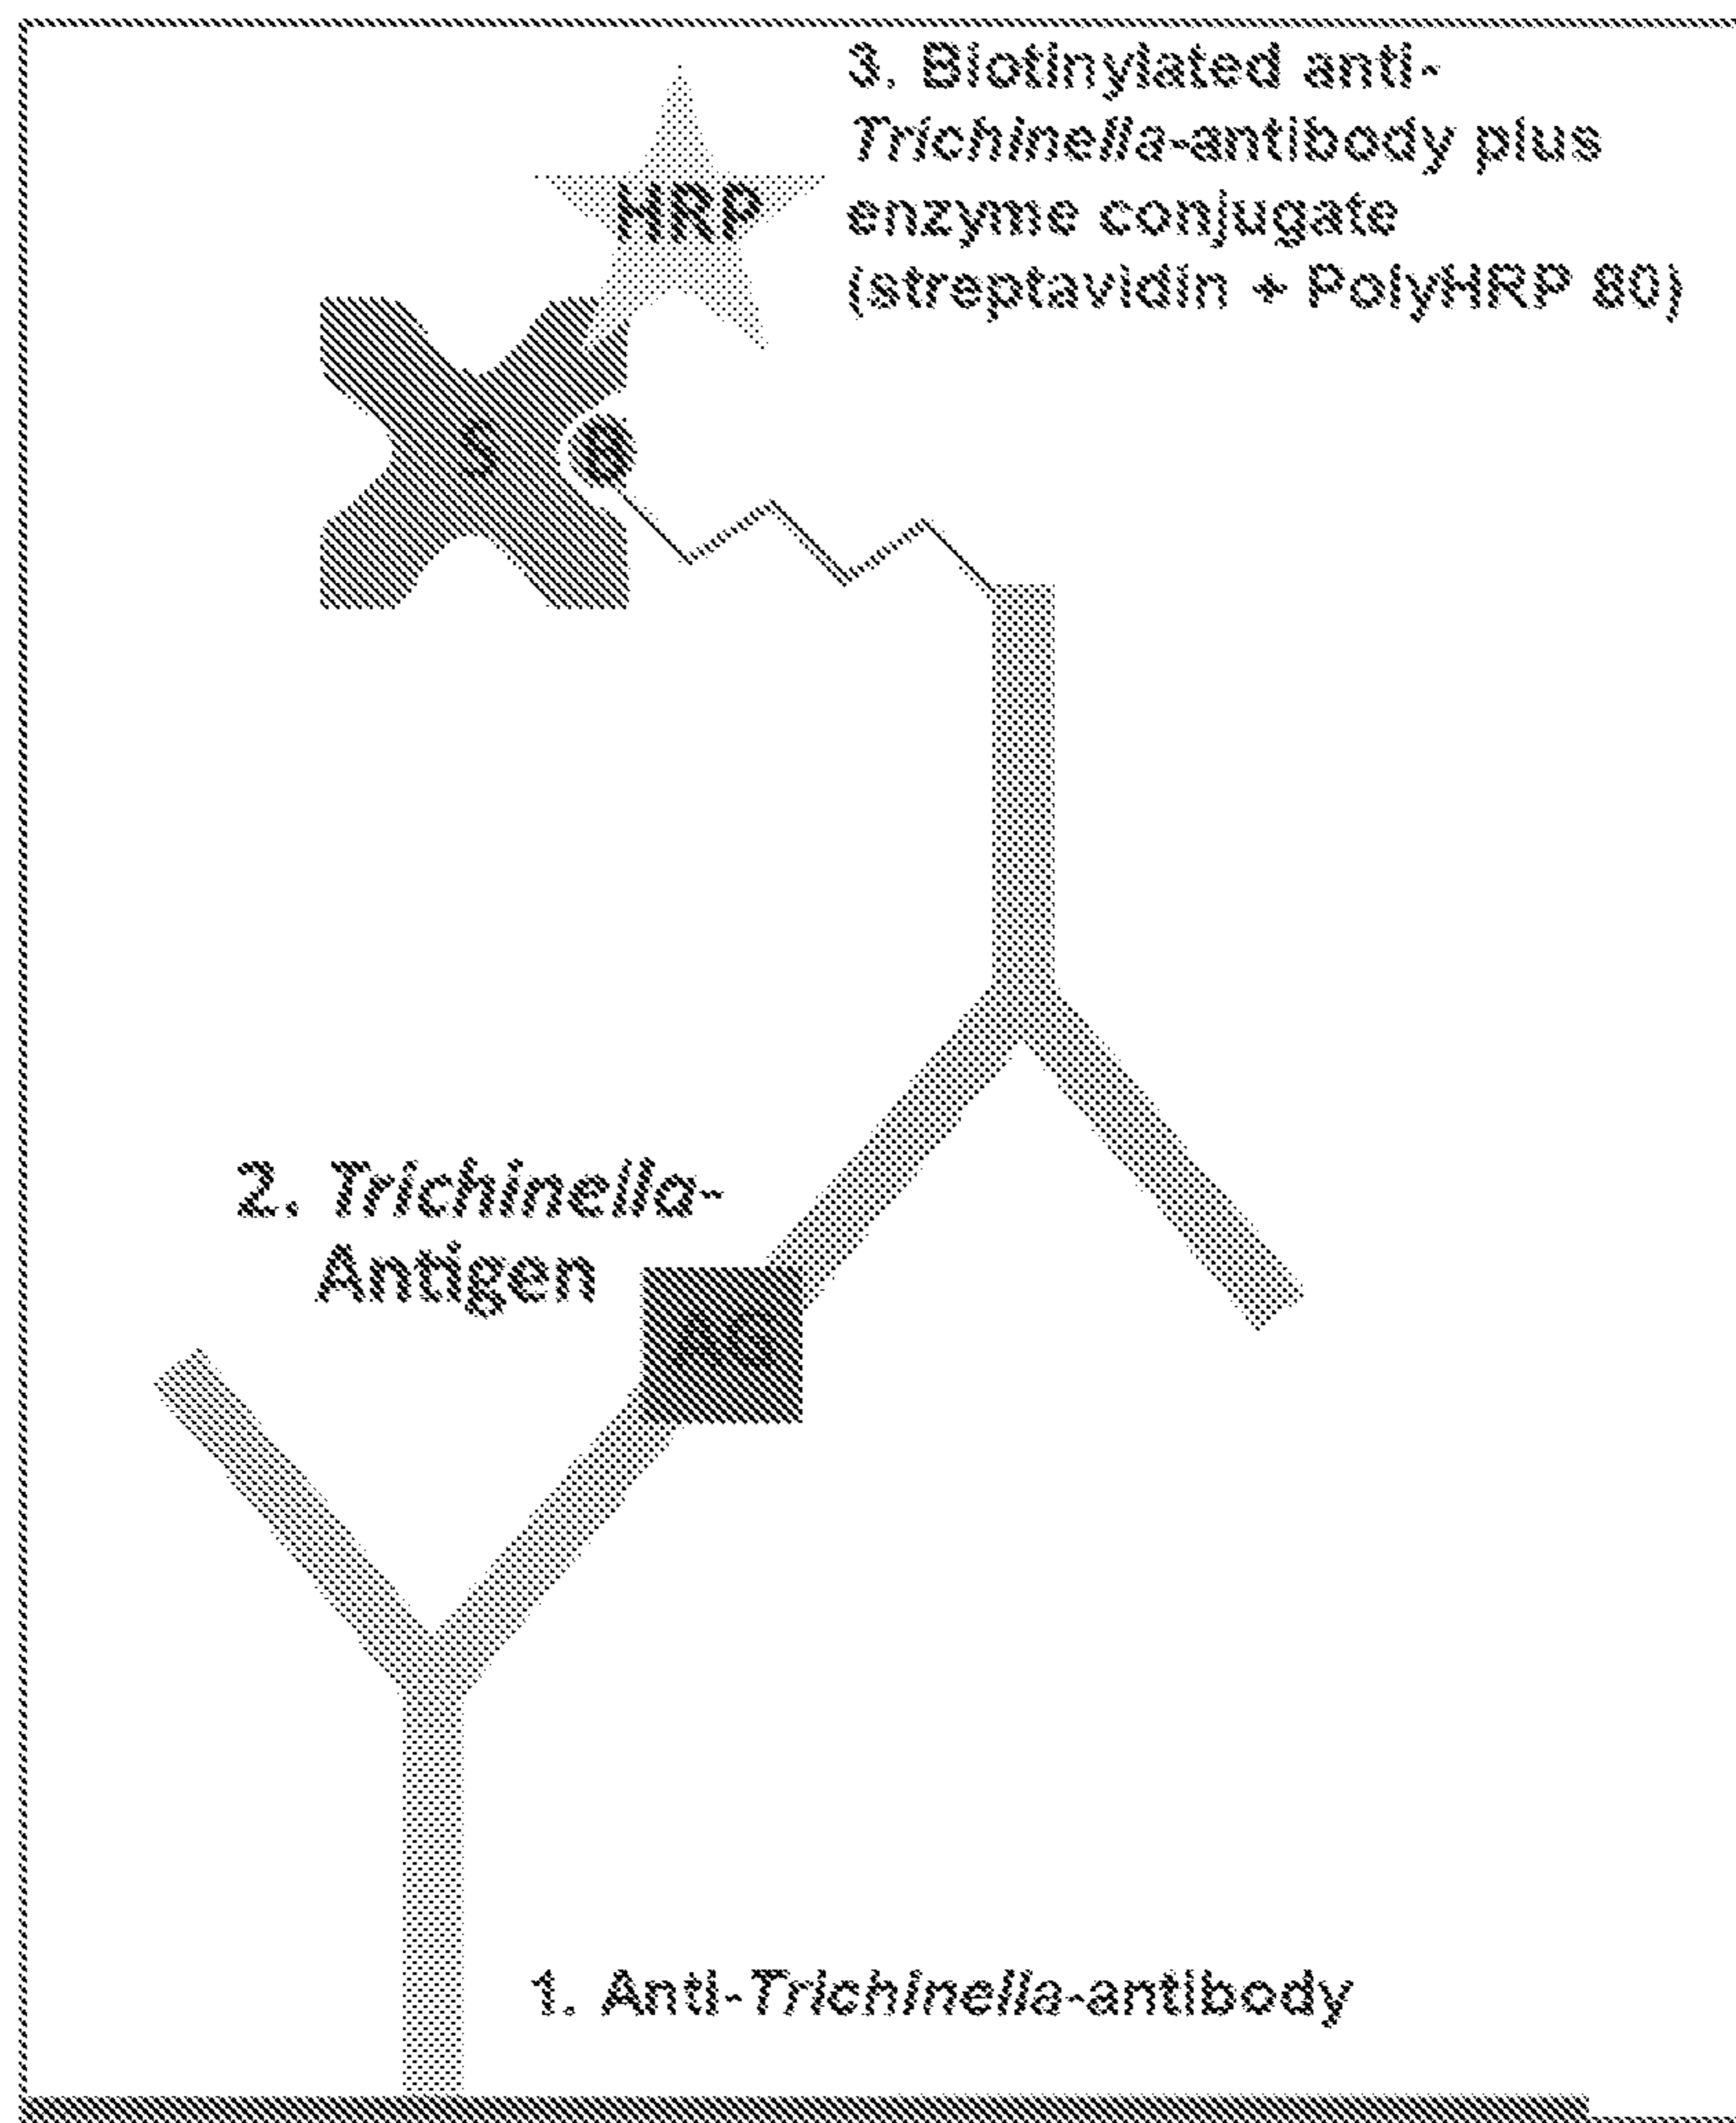 3. Biotinylated anti-
Trichinella-antibody plus
enzyme conjugate
(streptavidin + PolyHRP 80)
HRP
S B
2. Trichinella-
Antigen
AG
1. Anti-Trichinella-antibody